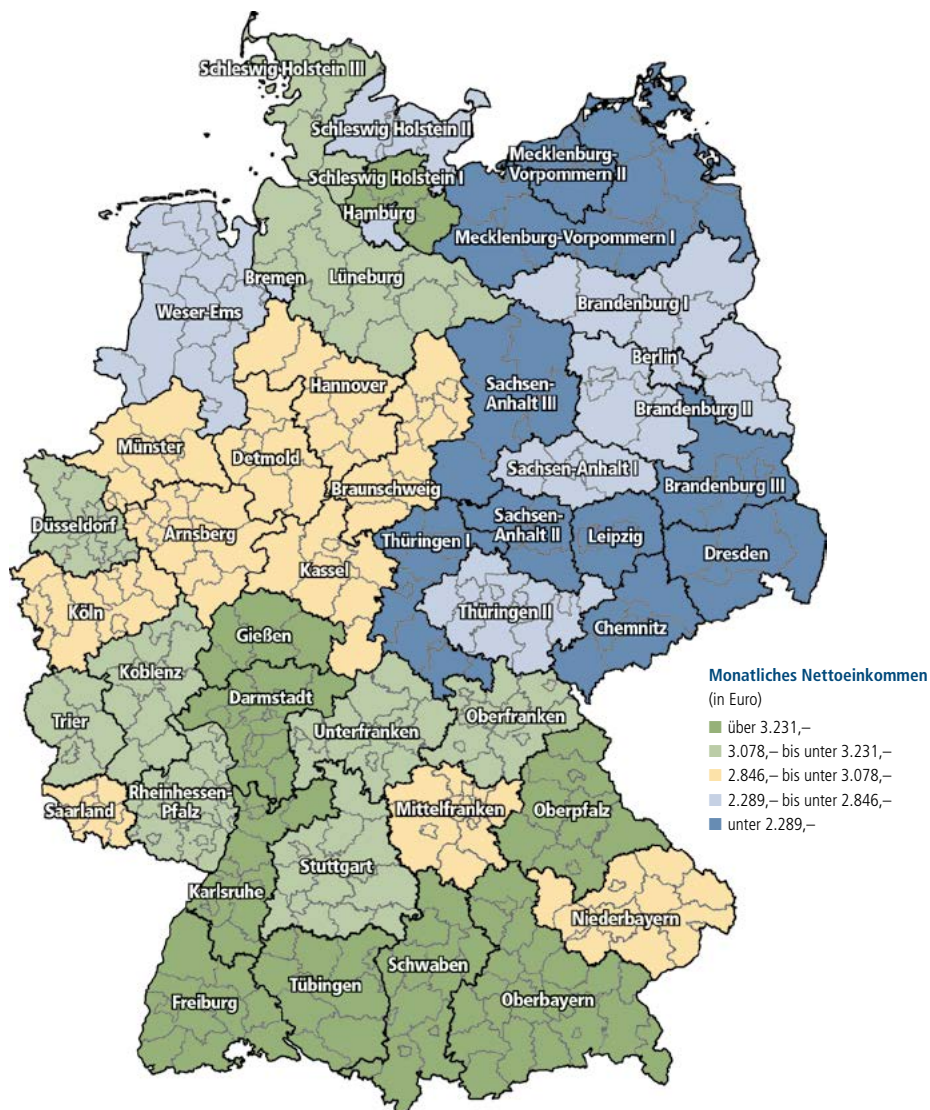 Schleswig Holstein III
Schleswig Holstein II
Mecklenburg-
Vorpommern II
Schleswig Holstein I
Hamburg
Mecklenburg-Vorpommern I
Bremen
Lüneburg
Brandenburg I
Weser-Ems
Berlin
Hannover
Sachsen-
Anhalt III
Brandenburg II
Münster
Detmold
Sachsen-Anhalt I
Braunschweig
Brandenburg III
Düsseldorf
Arnsberg
Thüringen I
Sachsen-
Anhalt II
Leipzig
Dresden
Kassel
Köln
Thüringen II
Chemnitz
Gießen
Koblenz
Darmstadt
Trier
Unterfranken
Oberfranken
Saarland
Rheinhessen-
Pfalz
Mittelfranken
Oberpfalz
Stuttgart
Karlsruhe
Niederbayern
Schwaben
Tübingen
Freiburg
Oberbayern
Monatliches Nettoeinkommen
(in Euro)
über 3.231,–
3.078,– bis unter 3.231,–
2.846,– bis unter 3.078,–
2.289,– bis unter 2.846,–
unter 2.289,–